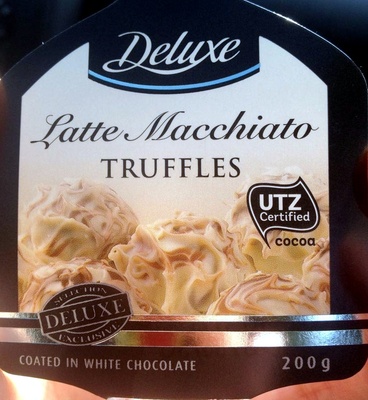 Deluxe
Latte Macchiato
TRUFFLES
UTZ
Certified
cocoa
SELECTION
DELUXE
EXCLUSIVE
COATED IN WHITE CHOCOLATE
200g